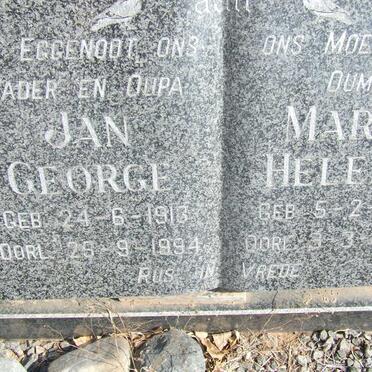 EGGENOOT, ONS
ADER EN OUPA
JAN
GEORGE
GEB 24-6-1913
OORL. 25-9-1994
ONS MOE
OUM
MAR
HELE
GEB 5-2
OORL 3-3
RUS IN VREDE